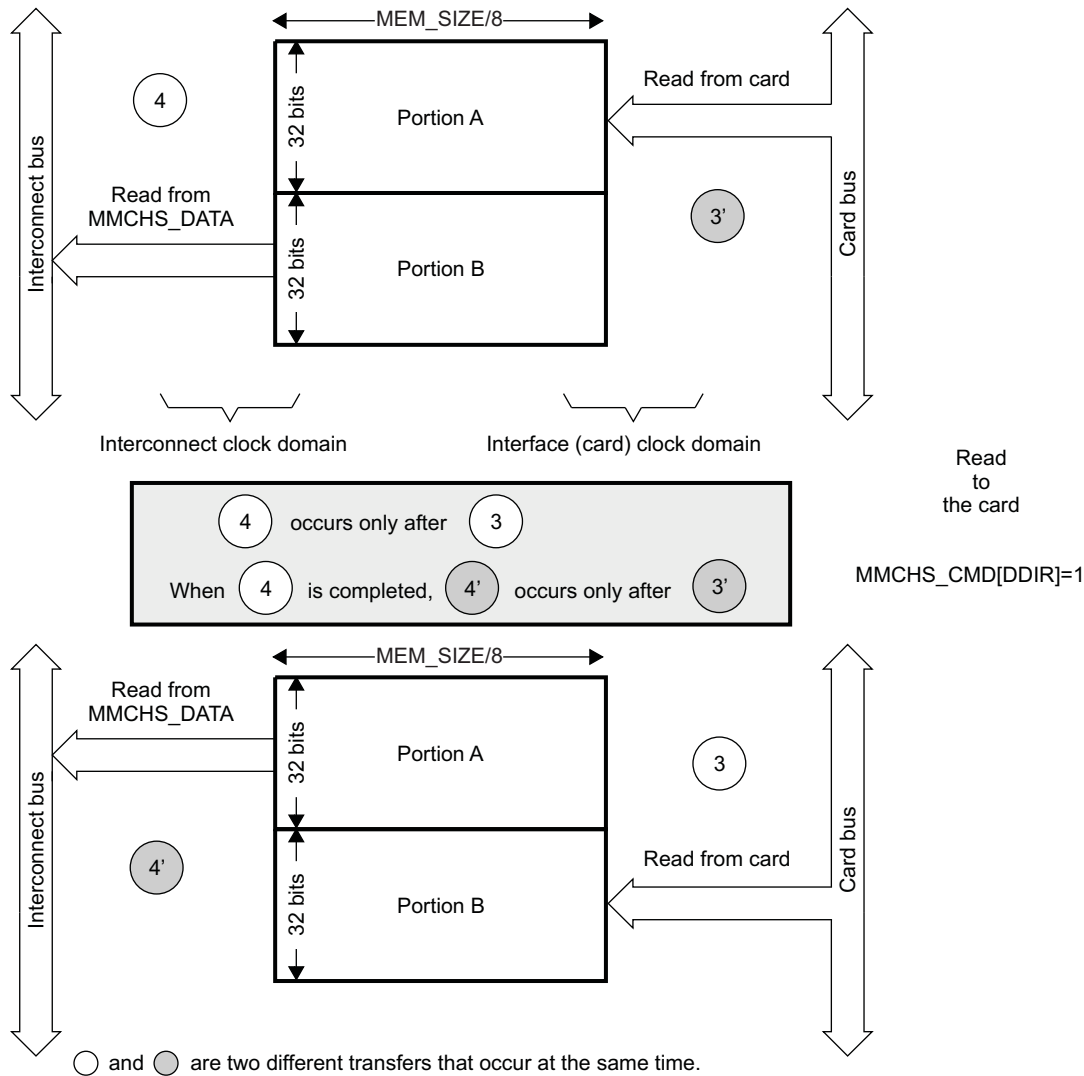 MEM_SIZE/8
Interconnect bus
4
32 bits
Portion A
Read from card
Card bus
Read from
MMCHS_DATA
32 bits
Portion B
3’
Interconnect clock domain
Interface (card) clock domain
Read
to
the card
4 occurs only after 3
When 4 is completed, 4’ occurs only after 3’
MMCHS_CMD[DDIR]=1
MEM_SIZE/8
Read from
MMCHS_DATA
Interconnect bus
32 bits
Portion A
3
Card bus
4’
32 bits
Portion B
Read from card
and are two different transfers that occur at the same time.